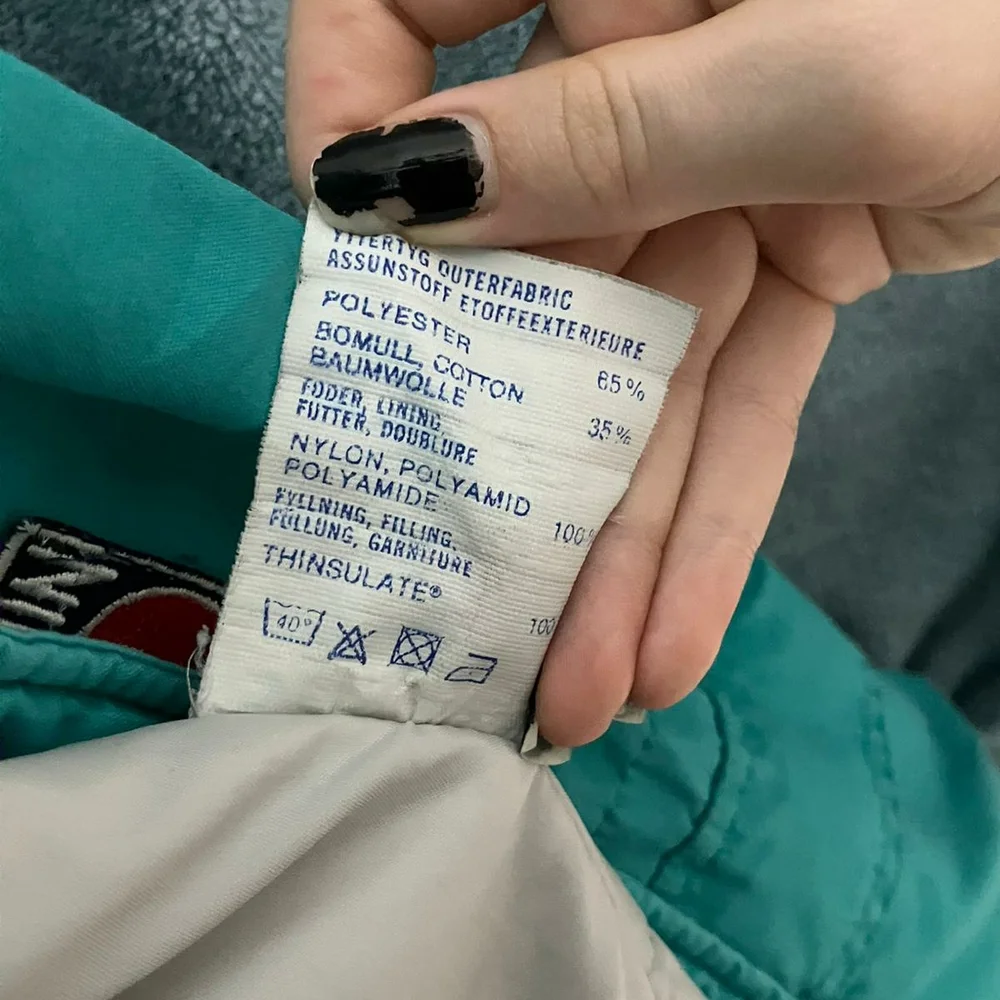 YTTERTYG OUTERFABRIC
ASSUNSTOFF ETOFFEEXTERIEURE
POLYESTER 65%
BOMULL, COTTON
BAUMWOLLE 35%
FODER, LINING,
FUTTER, DOUBLURE
NYLON, POLYAMID
POLYAMIDE 100%
FYLLNING, FILLING,
FÜLLUNG, GARNITURE
THINSULATE® 100
40°